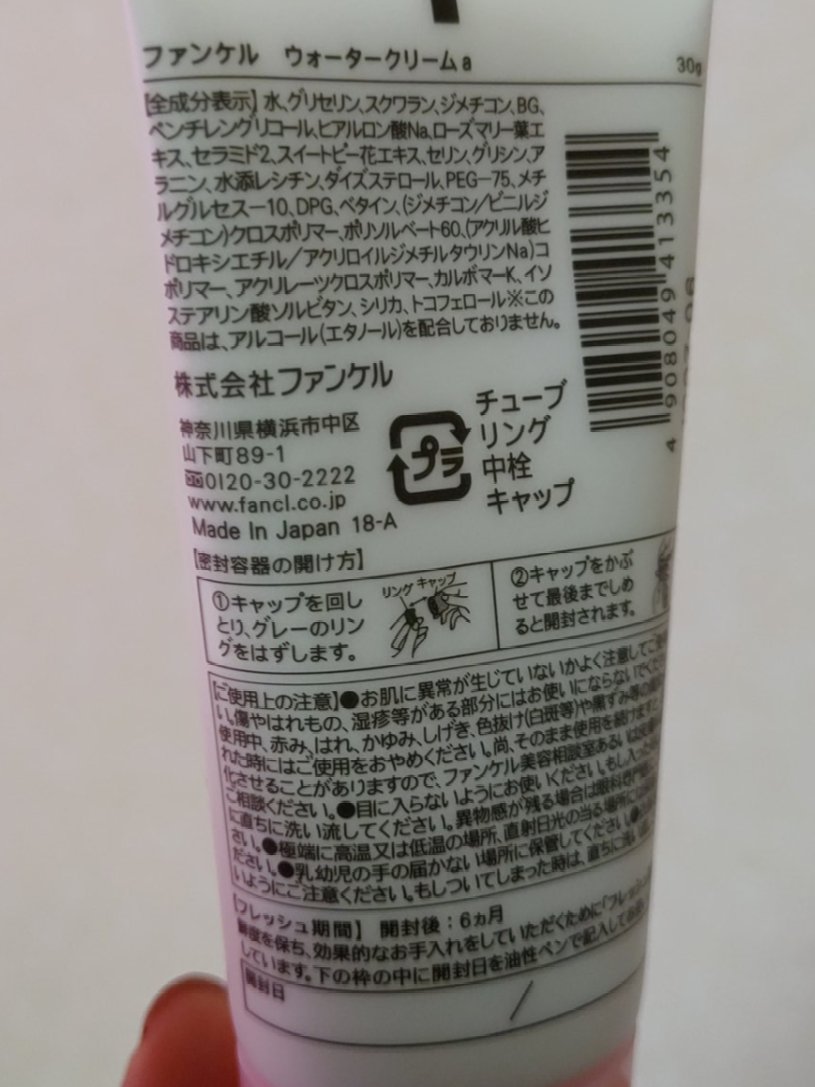 ファンケル ウォータークリームa 30g
【全成分表示】水、グリセリン、スクワラン、ジメチコン、BG、
ペンチレングリコール、ヒアルロン酸Na、ローズマリー葉エ
キス、セラミド2、スイートピー花エキス、セリン、グリシン、ア
ラニン、水添レシチン、ダイズステロール、PEG-75、メチ
ルグルセス-10、DPG、ベタイン、(ジメチコン/ビニルジ
メチコン)クロスポリマー、ポリソルベート60、(アクリル酸ヒ
ドロキシエチル/アクリロイルジメチルタウリンNa)コ
ポリマー、アクリレーツクロスポリマー、カルボマーK、イソ
ステアリン酸ソルビタン、シリカ、トコフェロール※この
商品は、アルコール(エタノール)を配合しておりません。
4 908049 413354
株式会社ファンケル
神奈川県横浜市中区
山下町89-1
0120-30-2222
www.fancl.co.jp
Made In Japan 18-A
プラ
チューブ
リング
中栓
キャップ
【密封容器の開け方】
①キャップを回し
とり、グレーのリン
グをはずします。
リング キャップ
②キャップをかぶ
せて最後までしめ
ると開封されます。
【ご使用上の注意】●お肌に異常が生じていないかよく注意してご使
い。傷やはれもの、湿疹等がある部分にはお使いにならないでくだ
使用中、赤み、はれ、かゆみ、しげき、色抜け(白斑等)や黒ずみ等の
れた時にはご使用をおやめください。尚、そのまま使用を続けますと
化させることがありますので、ファンケル美容相談室あるいは
ご相談ください。●目に入らないようにお使いください。もし入った
に直ちに洗い流してください。異物感が残る場合は眼科専門
さい。●極端に高温又は低温の場所、直射日光の当る場所に
ださい。●乳幼児の手の届かない場所に保管してください。
いようにご注意ください。もしついてしまった時は、直ちに洗い
【フレッシュ期間】 開封後:6ヵ月
鮮度を保ち、効果的なお手入れをしていただくために「フレッシュ
しています。下の枠の中に開封日を油性ペンで記入して
開封日 /